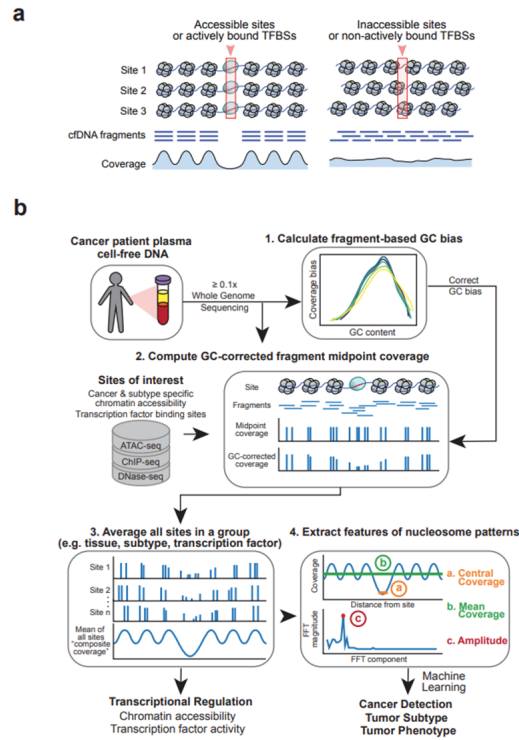 a
Accessible sites
or actively bound TFBSs
Inaccessible sites
or non-actively bound TFBSs
Site 1
Site 2
Site 3
cfDNA fragments
Coverage
b
Cancer patient plasma
cell-free DNA
≥ 0.1x
Whole Genome
Sequencing
1. Calculate fragment-based GC bias
Coverage bias
GC content
Correct
GC bias
2. Compute GC-corrected fragment midpoint coverage
Sites of interest
Cancer & subtype specific
chromatin accessibility
Transcription factor binding sites
ATAC-seq
ChIP-seq
DNase-seq
Site
Fragments
Midpoint
coverage
GC-corrected
coverage
3. Average all sites in a group
(e.g. tissue, subtype, transcription factor)
Site 1
Site 2
Site n
Mean of
all sites
"composite
coverage"
Transcriptional Regulation
Chromatin accessibility
Transcription factor activity
4. Extract features of nucleosome patterns
Coverage
b
a
Distance from site
FFT
magnitude
c
FFT component
a. Central
Coverage
b. Mean
Coverage
c. Amplitude
Machine
Learning
Cancer Detection
Tumor Subtype
Tumor Phenotype